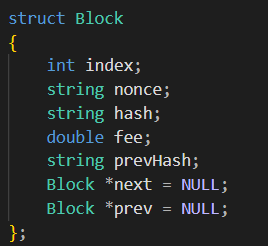 struct Block
{
    int index;
    string nonce;
    string hash;
    double fee;
    string prevHash;
    Block *next = NULL;
    Block *prev = NULL;
};